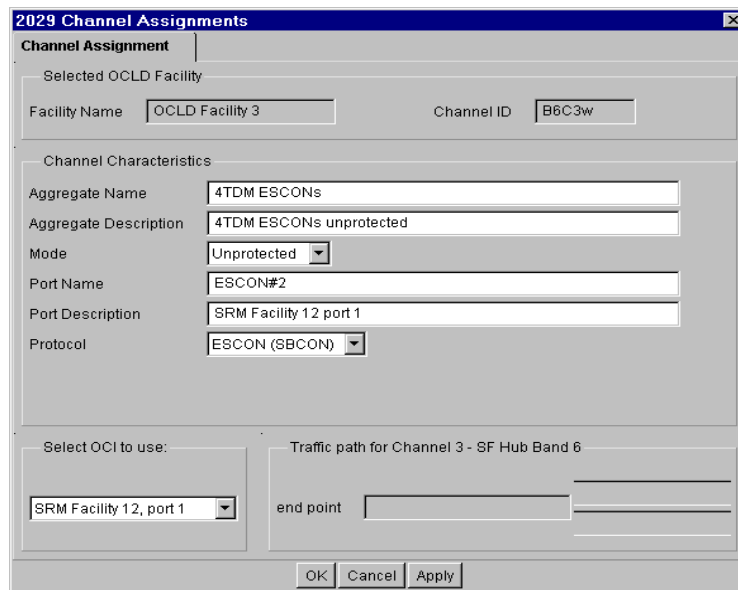 2029 Channel Assignments
Channel Assignment
Selected OCLD Facility
Facility Name OCLD Facility 3 Channel ID B6C3w
Channel Characteristics
Aggregate Name 4TDM ESCONs
Aggregate Description 4TDM ESCONs unprotected
Mode Unprotected
Port Name ESCON#2
Port Description SRM Facility 12 port 1
Protocol ESCON (SBCON)
Select OCI to use: Traffic path for Channel 3 - SF Hub Band 6
SRM Facility 12, port 1 end point
OK Cancel Apply